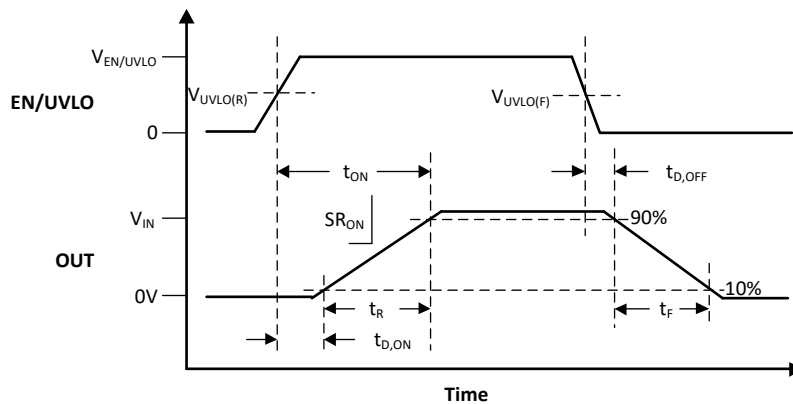 V_EN/UVLO
EN/UVLO
V_UVLO(R)
V_UVLO(F)
0
t_ON
t_D,OFF
V_IN
SR_ON
90%
OUT
0V
10%
t_R
t_F
t_D,ON
Time